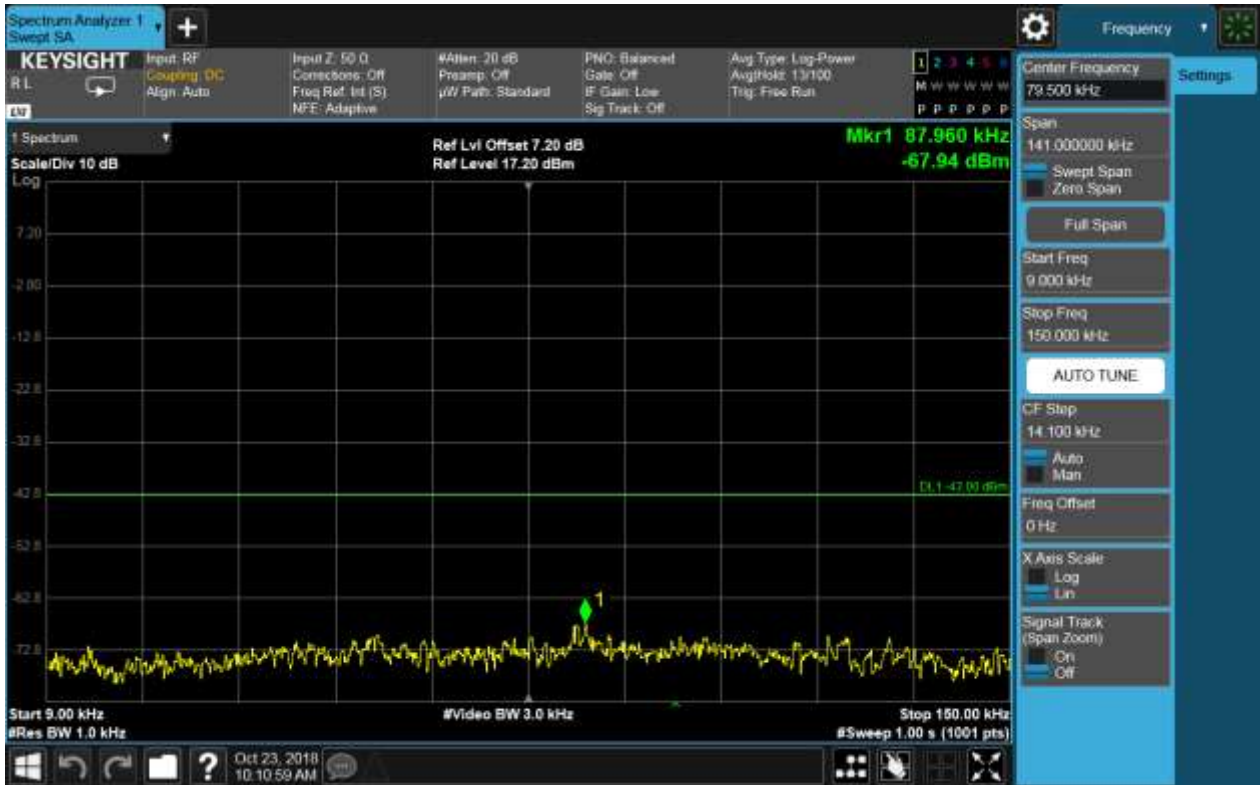 Spectrum Analyzer 1
Swept SA
Frequency
KEYSIGHT
R L
Input: RF
Coupling: DC
Align: Auto
Input Z: 50 Ω
Corrections: Off
Freq Ref: Int (S)
NFE: Adaptive
#Atten: 20 dB
Preamp: Off
µW Path: Standard
PNO: Balanced
Gate: Off
IF Gain: Low
Sig Track: Off
Avg Type: Log-Power
Avg|Hold: 13/100
Trig: Free Run
1 2 3 4 5 6
M W W W W W
P P P P P P
1 Spectrum
Scale/Div 10 dB
Log
Ref Lvl Offset 7.20 dB
Ref Level 17.20 dBm
Mkr1 87.960 kHz
-67.94 dBm
7.20
-2.80
-12.8
-22.8
-32.8
-42.8
-52.8
-62.8
-72.8
DL1 -43.00 dBm
1
Start 9.00 kHz
#Res BW 1.0 kHz
#Video BW 3.0 kHz
Stop 150.00 kHz
#Sweep 1.00 s (1001 pts)
Oct 23, 2018
10:10:59 AM
Center Frequency
79.500 kHz
Settings
Span
141.000000 kHz
Swept Span
Zero Span
Full Span
Start Freq
9.000 kHz
Stop Freq
150.000 kHz
AUTO TUNE
CF Step
14.100 kHz
Auto
Man
Freq Offset
0 Hz
X Axis Scale
Log
Lin
Signal Track
(Span Zoom)
On
Off